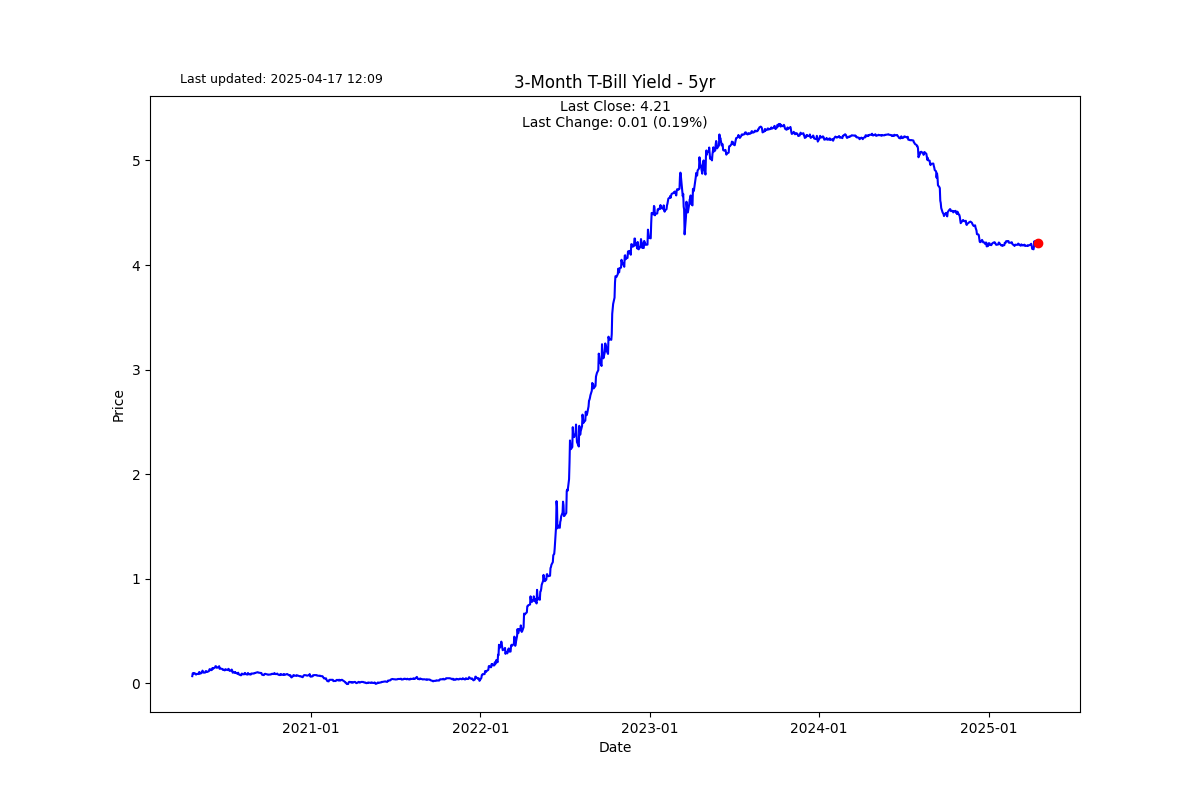 Last updated: 2025-04-17 12:09
3-Month T-Bill Yield - 5yr
Last Close: 4.21
Last Change: 0.01 (0.19%)
5
4
3
2
1
0
Price
2021-01
2022-01
2023-01
2024-01
2025-01
Date